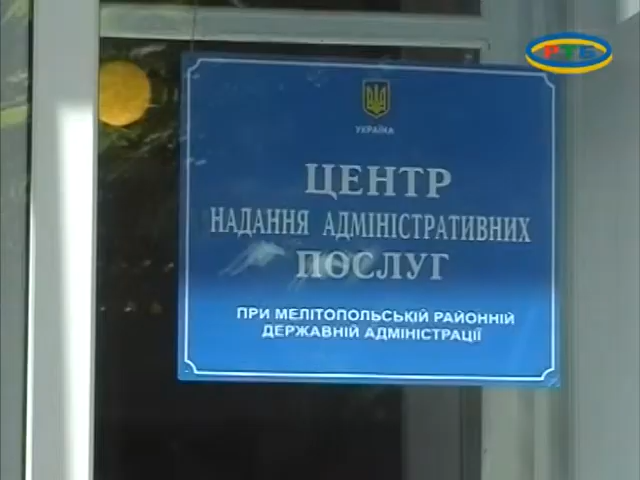 РТБ
УКРАЇНА
ЦЕНТР
НАДАННЯ АДМІНІСТРАТИВНИХ
ПОСЛУГ
ПРИ МЕЛІТОПОЛЬСЬКІЙ РАЙОННІЙ
ДЕРЖАВНІЙ АДМІНІСТРАЦІЇ